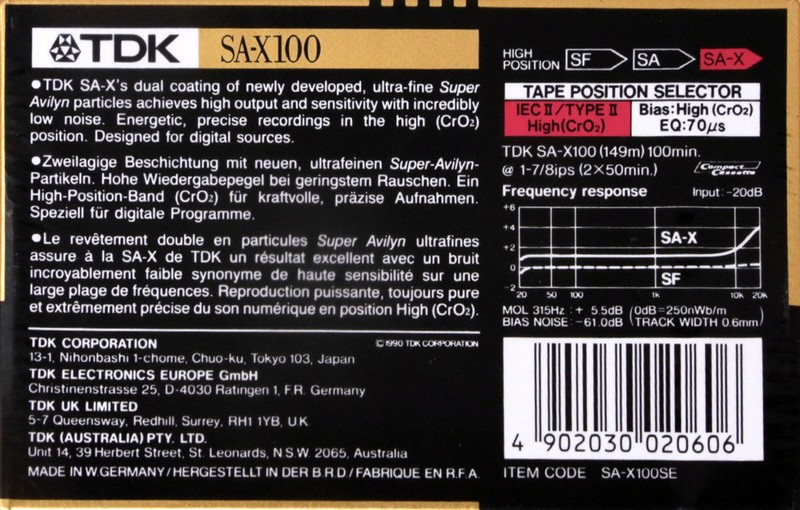 TDK SA-X100
●TDK SA-X's dual coating of newly developed, ultra-fine Super
Avilyn particles achieves high output and sensitivity with incredibly
low noise. Energetic, precise recordings in the high (CrO₂)
position. Designed for digital sources.
●Zweilagige Beschichtung mit neuen, ultrafeinen Super-Avilyn-
Partikeln. Hohe Wiedergabepegel bei geringstem Rauschen. Ein
High-Position-Band (CrO₂) für kraftvolle, präzise Aufnahmen.
Speziell für digitale Programme.
●Le revêtement double en particules Super Avilyn ultrafines
assure à la SA-X de TDK un résultat excellent avec un bruit
incroyablement faible synonyme de haute sensibilité sur une
large plage de fréquences. Reproduction puissante, toujours pure
et extrêmement précise du son numérique en position High (CrO₂).
TDK CORPORATION
©1990 TDK CORPORATION
13-1, Nihonbashi 1-chome, Chuo-ku, Tokyo 103, Japan
TDK ELECTRONICS EUROPE GmbH
Christinenstrasse 25, D-4030 Ratingen 1, F.R. Germany
TDK UK LIMITED
5-7 Queensway, Redhill, Surrey, RH1 1YB, U.K.
TDK (AUSTRALIA) PTY. LTD.
Unit 14, 39 Herbert Street, St. Leonards, N.S.W. 2065, Australia
MADE IN W.GERMANY/HERGESTELLT IN DER B.R.D./FABRIQUE EN R.F.A.
HIGH
POSITION
SF SA SA-X
TAPE POSITION SELECTOR
IEC II/TYPE II
High(CrO₂)
Bias:High (CrO₂)
EQ:70μs
TDK SA-X100 (149m) 100min.
@ 1-7/8ips (2×50min.)
Compact Cassette
Frequency response Input: -20dB
+6
+4
+2
0
-2
SA-X
SF
20 50 100 1k 10k 20k
MOL 315Hz : + 5.5dB (0dB=250nWb/m
BIAS NOISE : -61.0dB (TRACK WIDTH 0.6mm)
4 902030 020606
ITEM CODE SA-X100SE